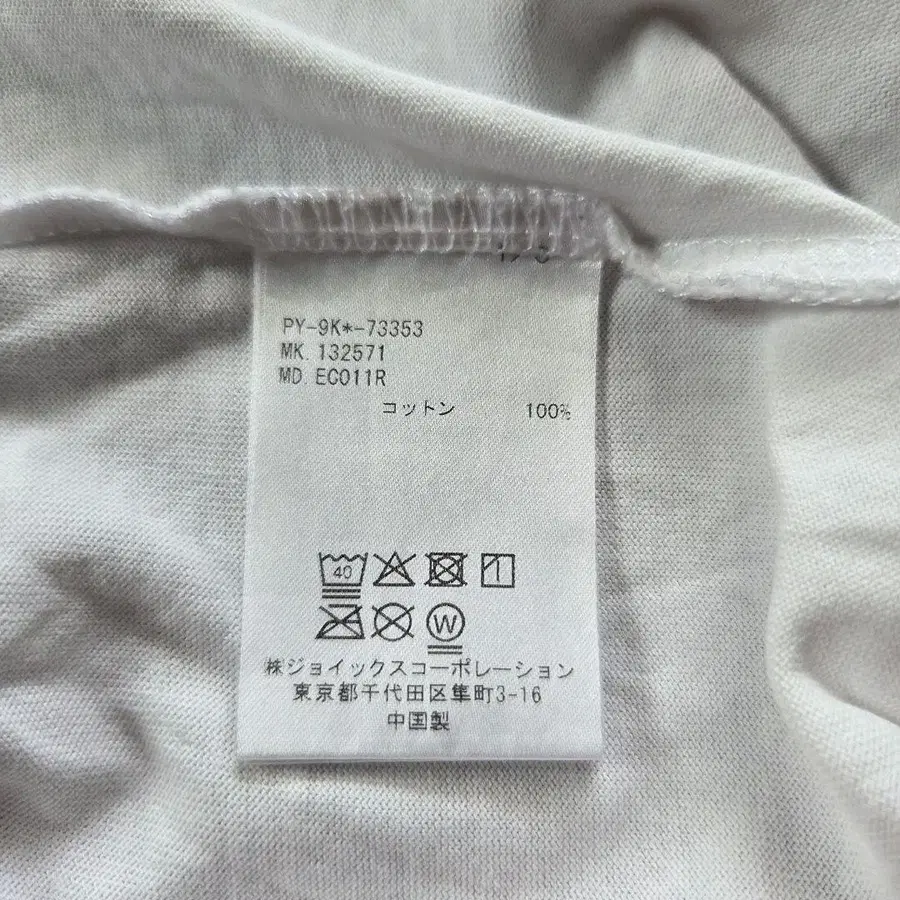 PY-9K*-73353
MK. 132571
MD. EC011R
コットン 100%
40
W
㈱ジョイックスコーポレーション
東京都千代田区隼町3-16
中国製